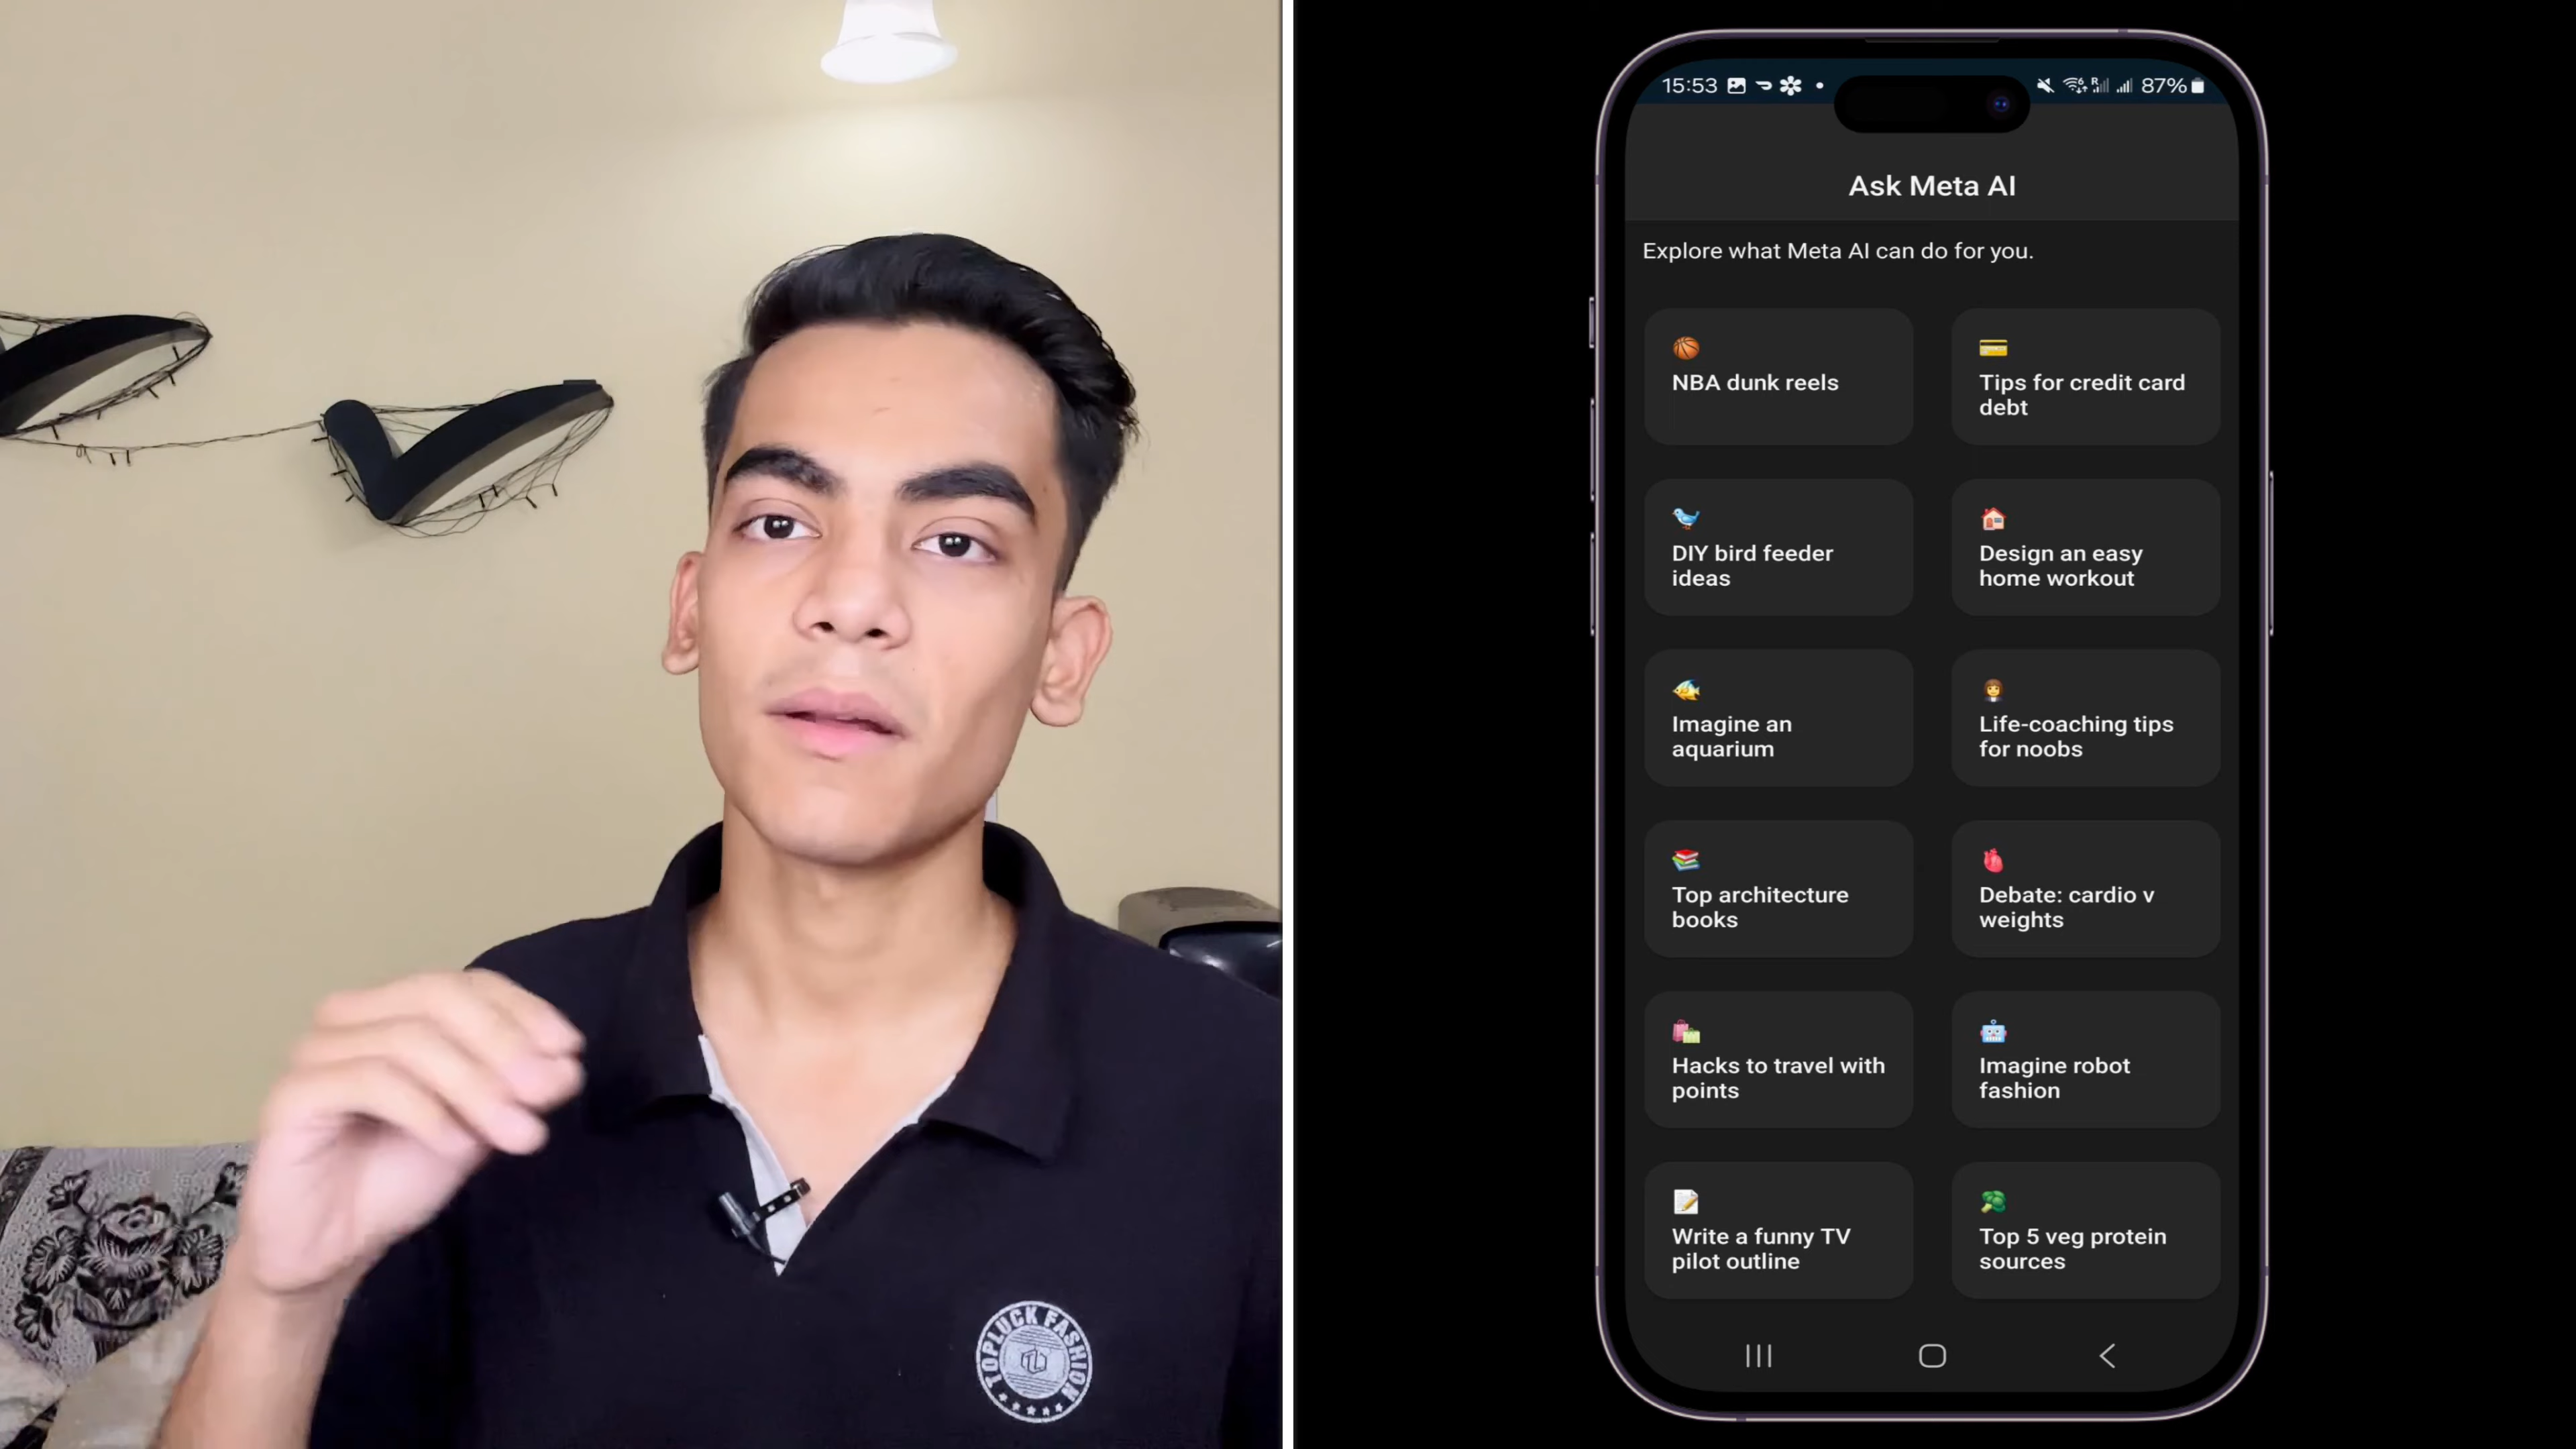 TOPLUCK FASHION
15:53
87%
Ask Meta AI
Explore what Meta AI can do for you.
NBA dunk reels
Tips for credit card
debt
DIY bird feeder
ideas
Design an easy
home workout
Imagine an
aquarium
Life-coaching tips
for noobs
Top architecture
books
Debate: cardio v
weights
Hacks to travel with
points
Imagine robot
fashion
Write a funny TV
pilot outline
Top 5 veg protein
sources